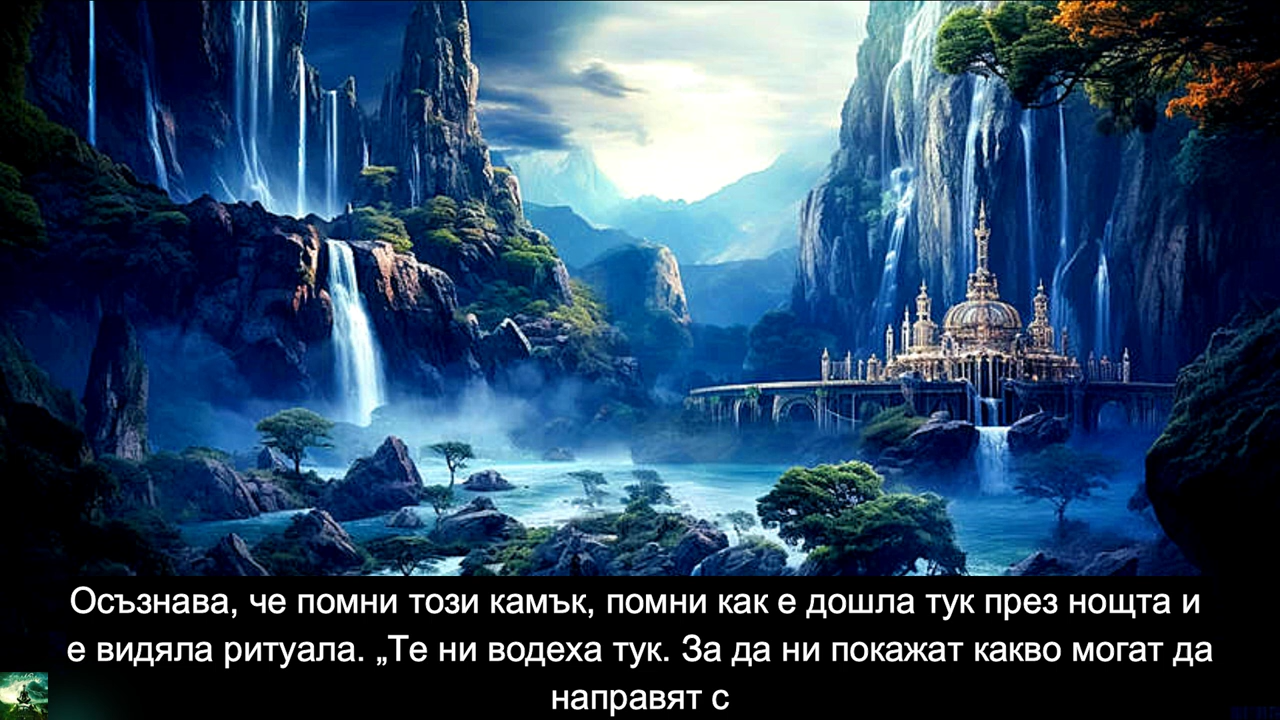 Осъзнава, че помни този камък, помни как е дошла тук през нощта и
е видяла ритуала. „Те ни водеха тук. За да ни покажат какво могат да
направят с